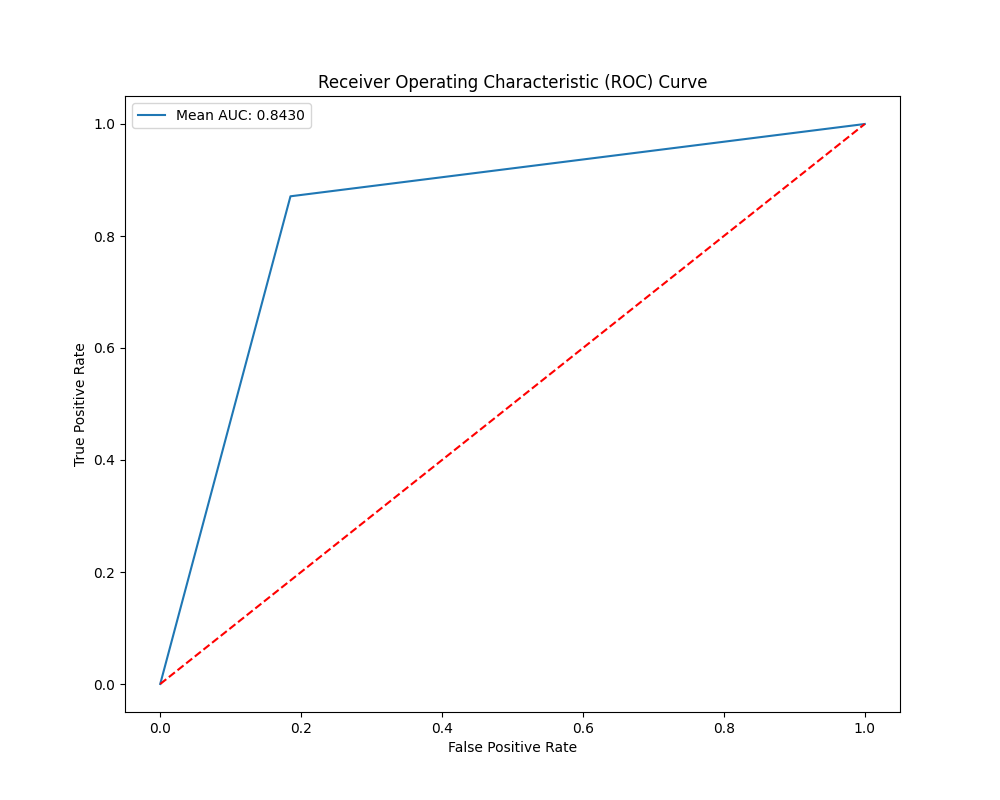 Receiver Operating Characteristic (ROC) Curve
Mean AUC: 0.8430
1.0
0.8
0.6
0.4
0.2
0.0
True Positive Rate
0.0 0.2 0.4 0.6 0.8 1.0
False Positive Rate